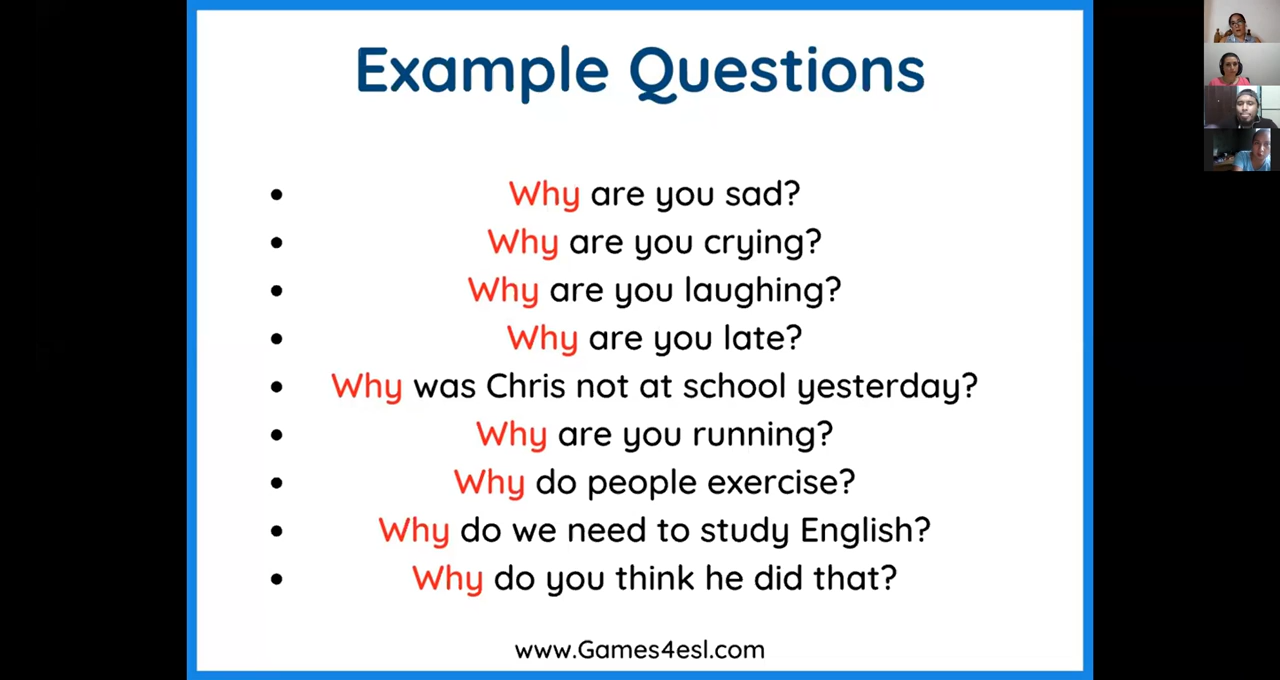 Example Questions
Why are you sad?
Why are you crying?
Why are you laughing?
Why are you late?
Why was Chris not at school yesterday?
Why are you running?
Why do people exercise?
Why do we need to study English?
Why do you think he did that?
www.Games4esl.com